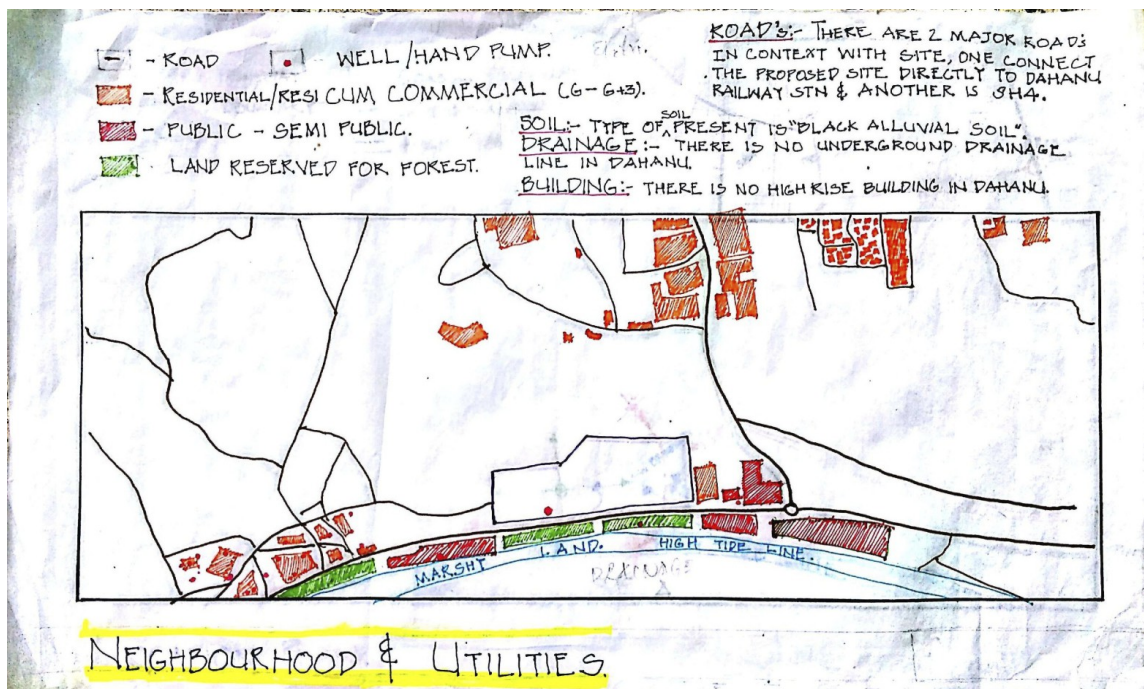 - ROAD
WELL/HAND PUMP.
- RESIDENTIAL/RESI CUM COMMERCIAL (G-G+3).
- PUBLIC - SEMI PUBLIC.
LAND RESERVED FOR FOREST.
ROAD's:- THERE ARE 2 MAJOR ROADS
IN CONTEXT WITH SITE, ONE CONNECT
THE PROPOSED SITE DIRECTLY TO DAHANU
RAILWAY STN & ANOTHER IS SH4.
SOIL:- TYPE OF SOIL PRESENT IS "BLACK ALLUVIAL SOIL".
DRAINAGE:- THERE IS NO UNDERGROUND DRAINAGE
LINE IN DAHANU.
BUILDING:- THERE IS NO HIGH RISE BUILDING IN DAHANU.
MARSHY LAND. HIGH TIDE LINE.
DRAINAGE
NEIGHBOURHOOD & UTILITIES.